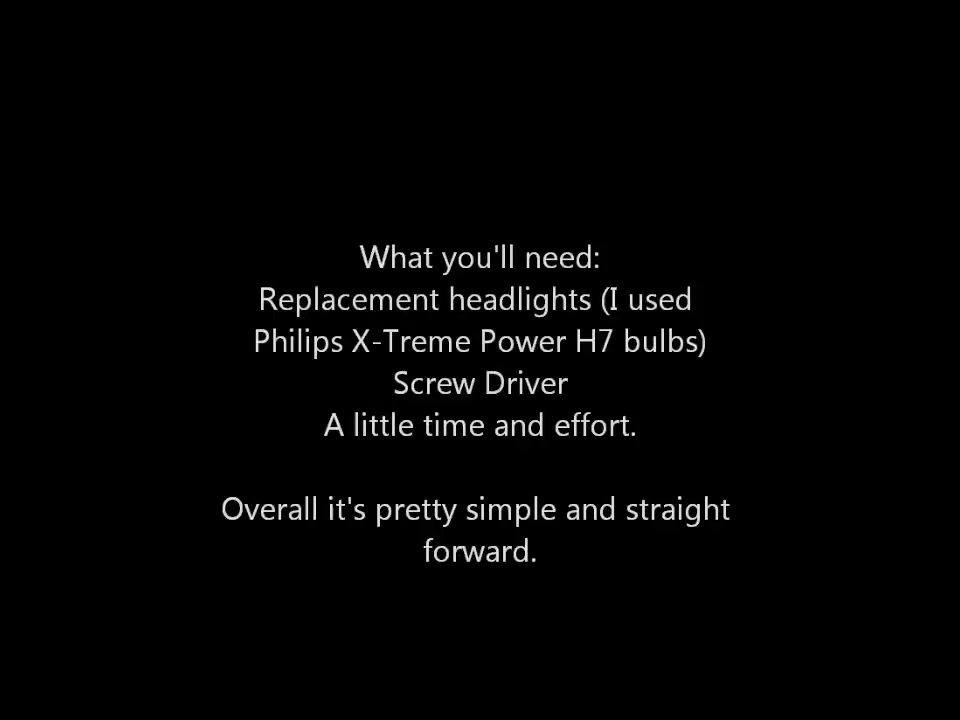 What you'll need:
Replacement headlights (I used
Philips X-Treme Power H7 bulbs)
Screw Driver
A little time and effort.
Overall it's pretty simple and straight
forward.